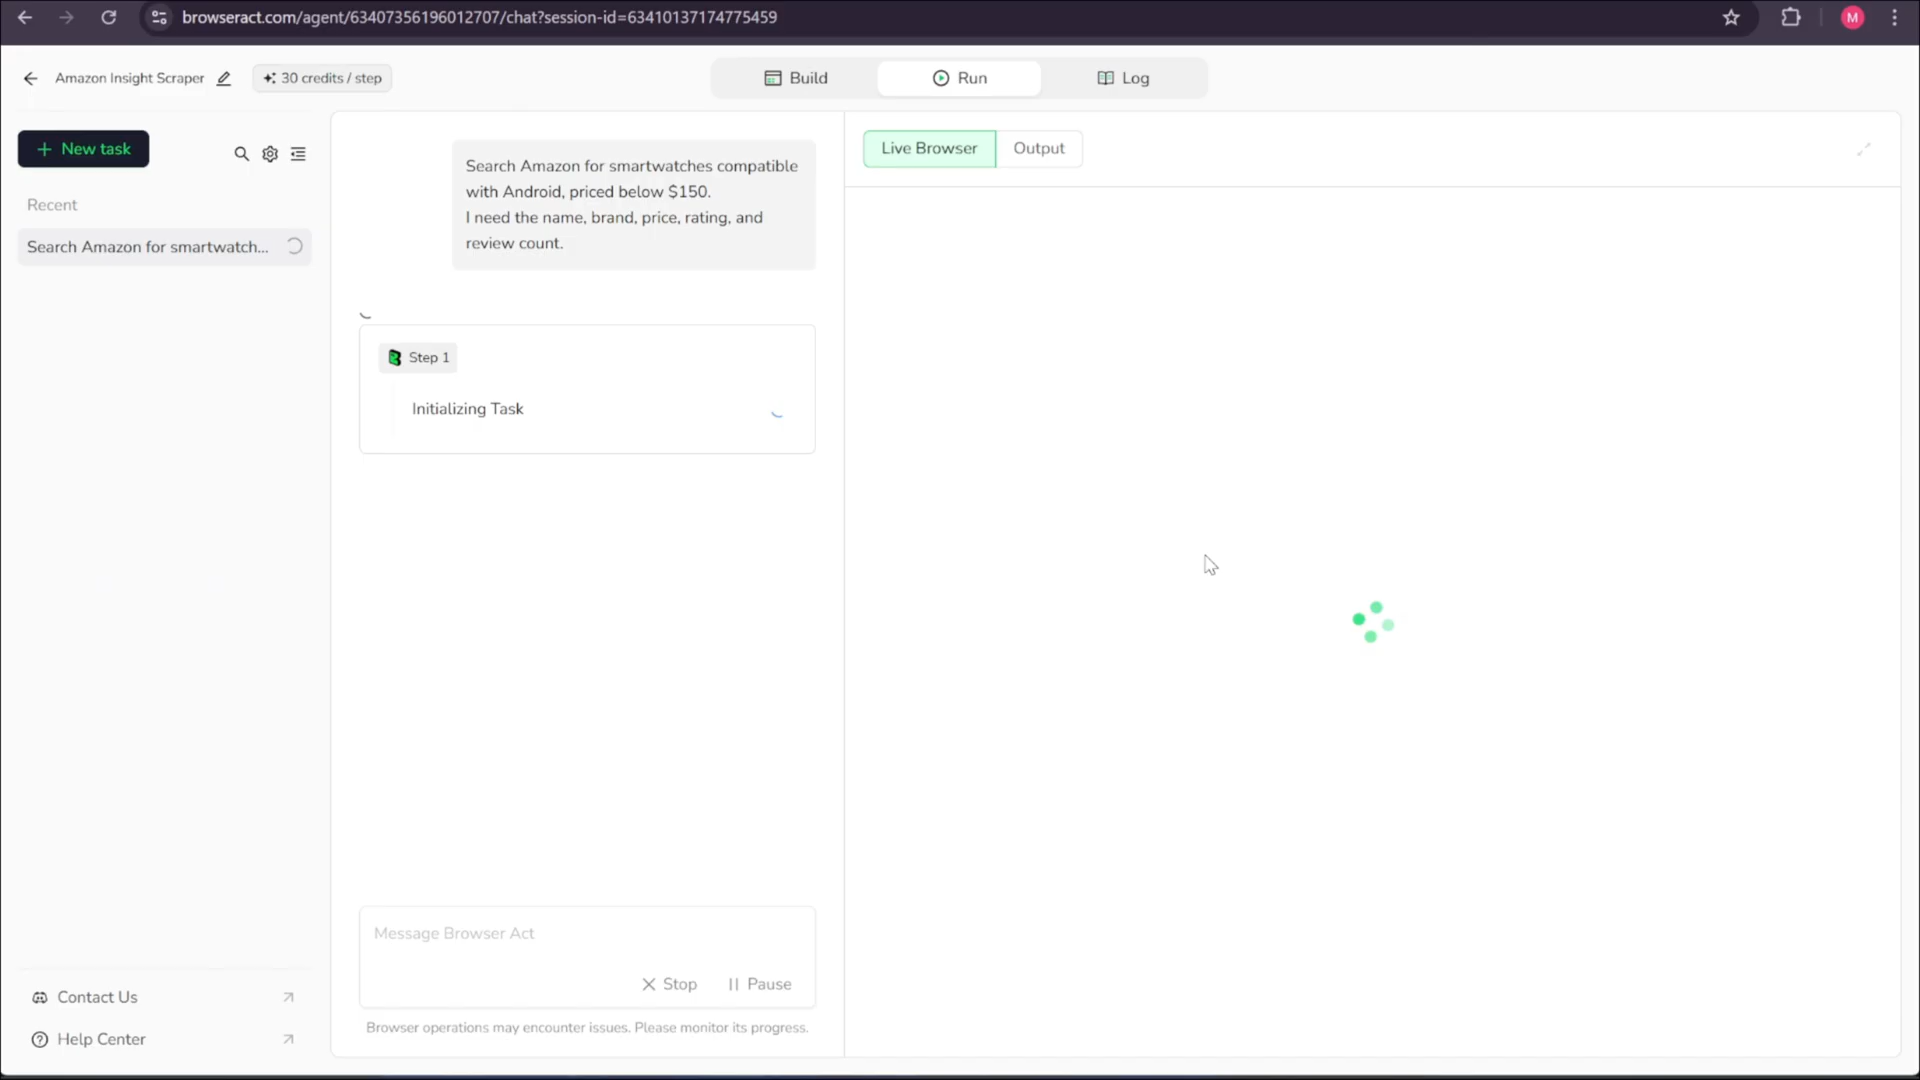 browseract.com/agent/63407356196012707/chat?session-id=63410137174775459
M
Amazon Insight Scraper
30 credits / step
Build
Run
Log
New task
Recent
Search Amazon for smartwatch...
Search Amazon for smartwatches compatible
with Android, priced below $150.
I need the name, brand, price, rating, and
review count.
Step 1
Initializing Task
Live Browser
Output
Message Browser Act
Stop
Pause
Browser operations may encounter issues. Please monitor its progress.
Contact Us
Help Center